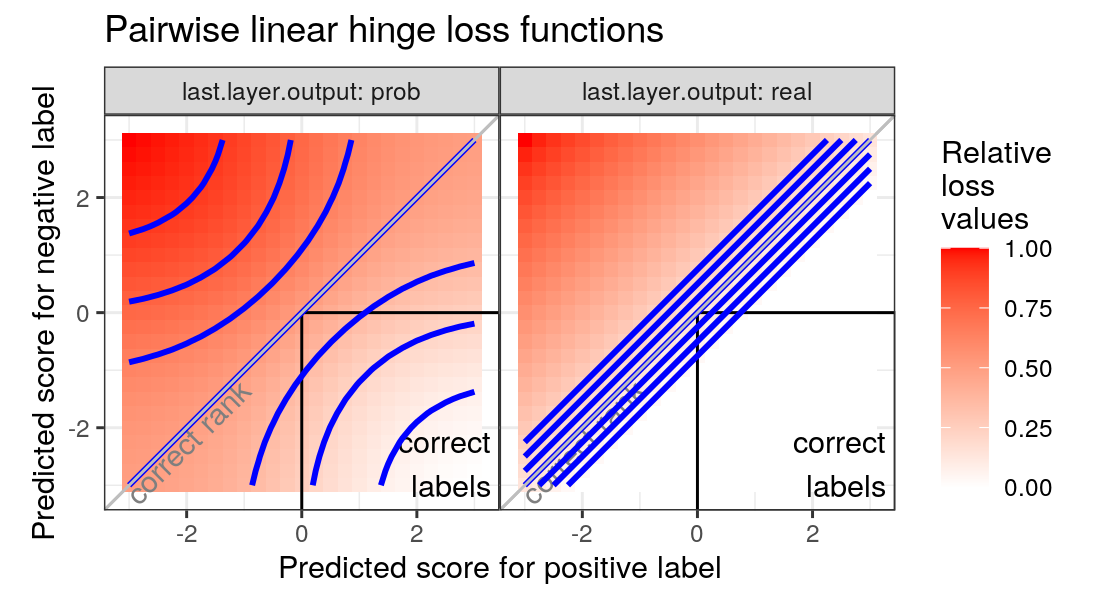 Pairwise linear hinge loss functions
last.layer.output: prob
last.layer.output: real
Predicted score for negative label
2
0
-2
correct rank
correct
labels
correct rank
correct
labels
-2
0
2
-2
0
2
Predicted score for positive label
Relative
loss
values
1.00
0.75
0.50
0.25
0.00